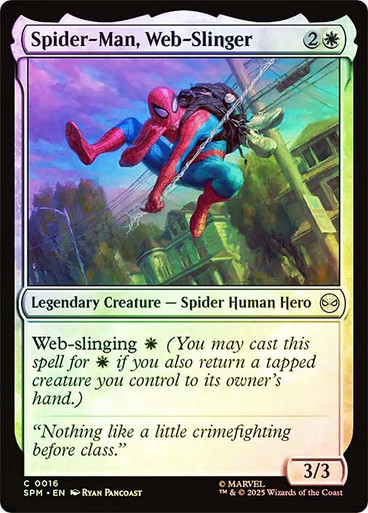 Spider-Man, Web-Slinger 2
Legendary Creature — Spider Human Hero
Web-slinging (You may cast this
spell for if you also return a tapped
creature you control to its owner's
hand.)
“Nothing like a little crimefighting
before class.”
3/3
C 0016
SPM • EN Ryan Pancoast
© MARVEL
™ & © 2025 Wizards of the Coast